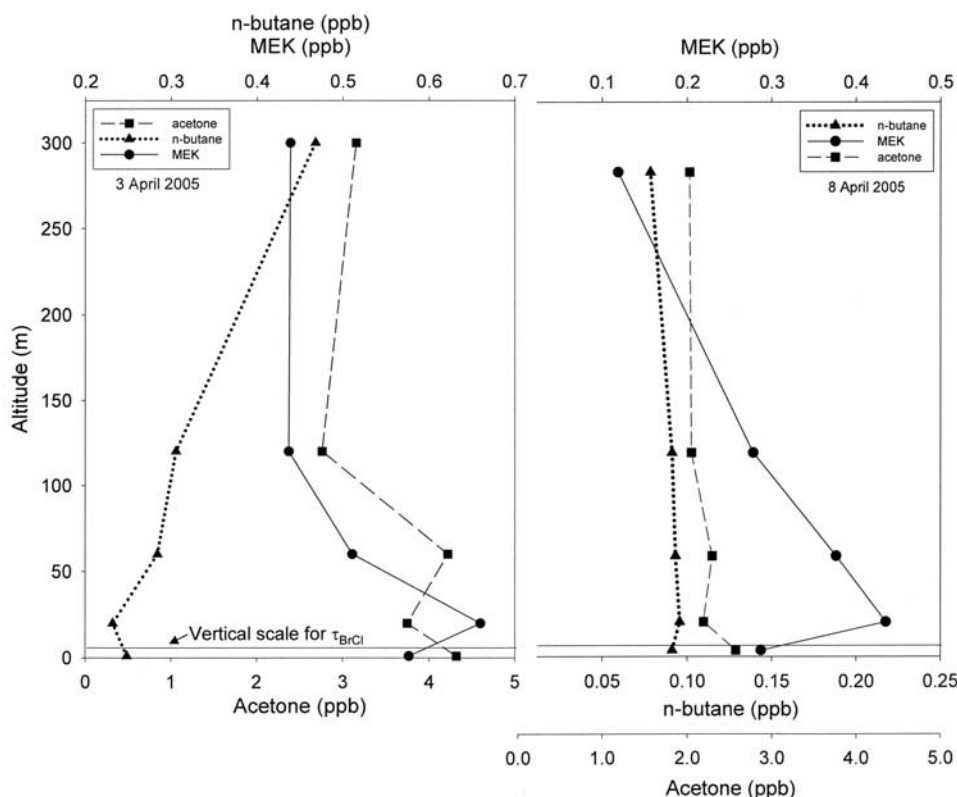 n-butane (ppb)
MEK (ppb)
0.2 0.3 0.4 0.5 0.6 0.7
acetone
n-butane
MEK
3 April 2005
300
250
200
150
100
50
0
Altitude (m)
Vertical scale for τBrCl
0 1 2 3 4 5
Acetone (ppb)
MEK (ppb)
0.1 0.2 0.3 0.4 0.5
n-butane
MEK
acetone
8 April 2005
0.05 0.10 0.15 0.20 0.25
n-butane (ppb)
0.0 1.0 2.0 3.0 4.0 5.0
Acetone (ppb)